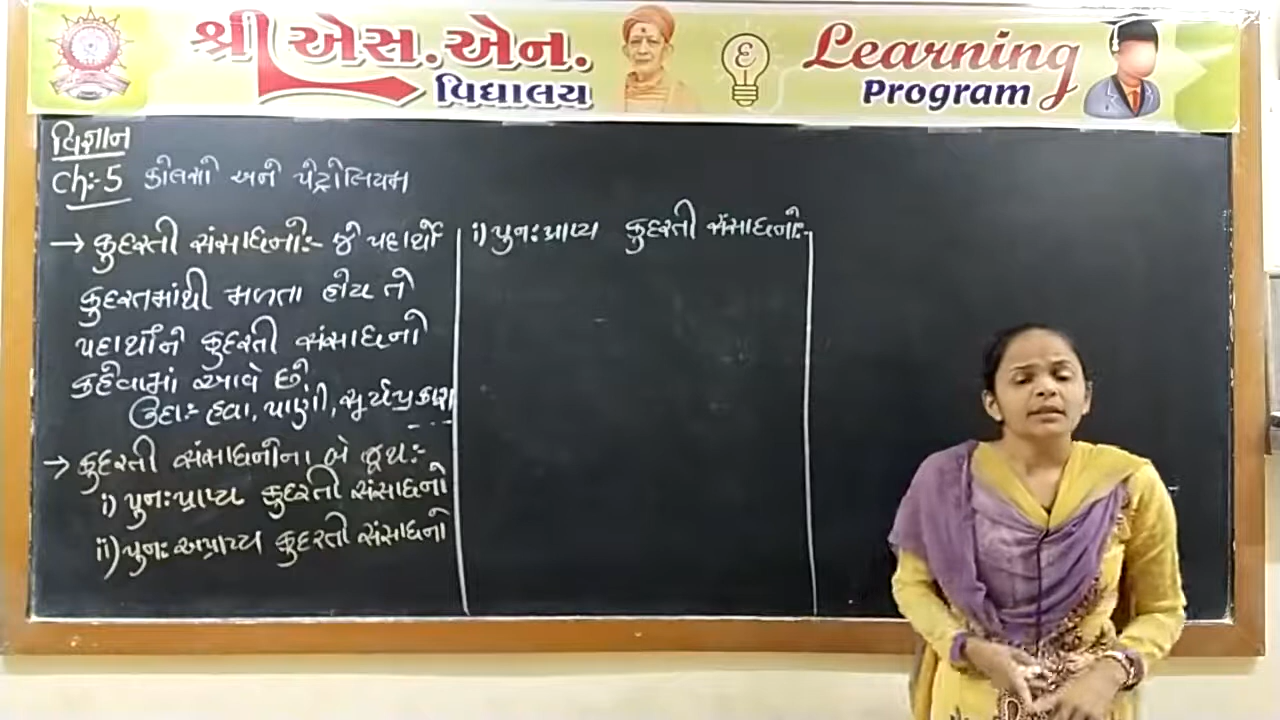 શ્રી એસ.એન.
વિદ્યાલય
Learning
Program
વિજ્ઞાન
Ch:-5 કોલસો અને પેટ્રોલિયમ
→ કુદરતી સંસાધનો:- જે પદાર્થો
કુદરતમાંથી મળતા હોય તે
પદાર્થોને કુદરતી સંસાધનો
કહેવામાં આવે છે.
ઉદા:- હવા, પાણી, સૂર્યપ્રકાશ
---
→ કુદરતી સંસાધનોના બે જૂથ:-
i) પુનઃપ્રાપ્ય કુદરતી સંસાધનો
ii) પુનઃઅપ્રાપ્ય કુદરતી સંસાધનો
i) પુનઃપ્રાપ્ય કુદરતી સંસાધનો:-